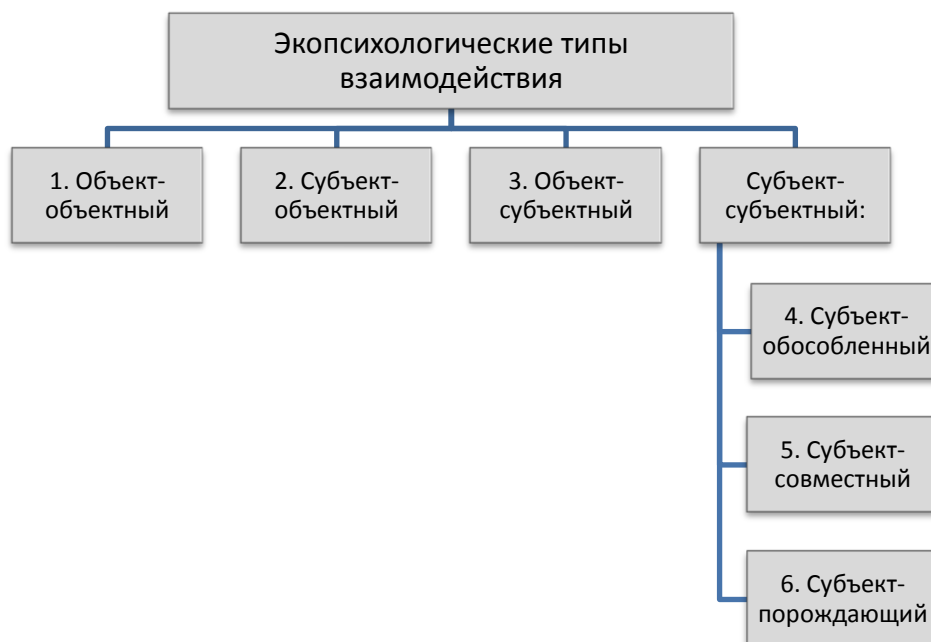 Экопсихологические типы
взаимодействия
1. Объект-
объектный
2. Субъект-
объектный
3. Объект-
субъектный
Субъект-
субъектный:
4. Субъект-
обособленный
5. Субъект-
совместный
6. Субъект-
порождающий